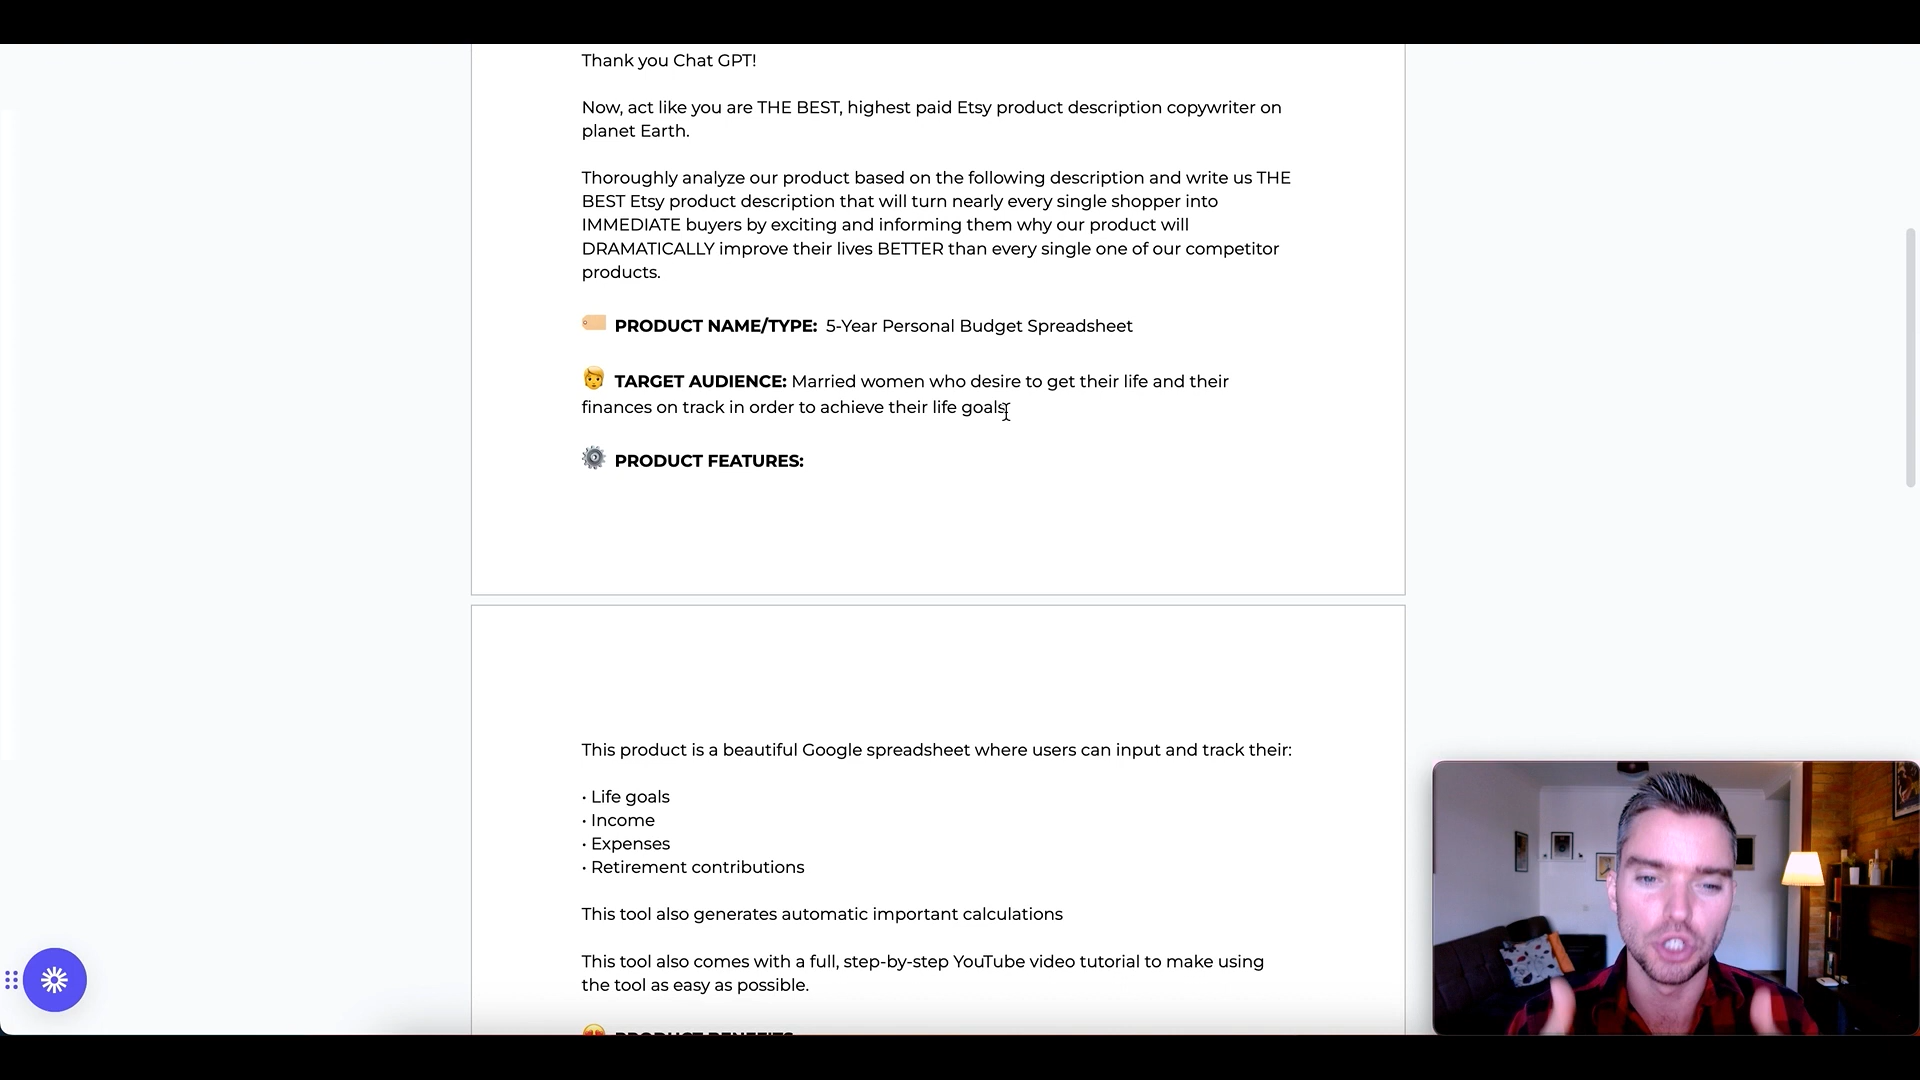 Thank you Chat GPT!
Now, act like you are THE BEST, highest paid Etsy product description copywriter on
planet Earth.
Thoroughly analyze our product based on the following description and write us THE
BEST Etsy product description that will turn nearly every single shopper into
IMMEDIATE buyers by exciting and informing them why our product will
DRAMATICALLY improve their lives BETTER than every single one of our competitor
products.
PRODUCT NAME/TYPE: 5-Year Personal Budget Spreadsheet
TARGET AUDIENCE: Married women who desire to get their life and their
finances on track in order to achieve their life goals
PRODUCT FEATURES:
This product is a beautiful Google spreadsheet where users can input and track their:
• Life goals
• Income
• Expenses
• Retirement contributions
This tool also generates automatic important calculations
This tool also comes with a full, step-by-step YouTube video tutorial to make using
the tool as easy as possible.
PRODUCT BENEFITS